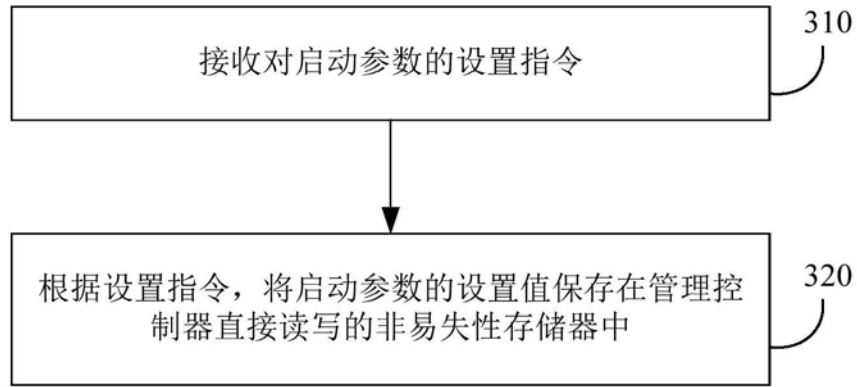 310
接收对启动参数的设置指令
320
根据设置指令，将启动参数的设置值保存在管理控
制器直接读写的非易失性存储器中